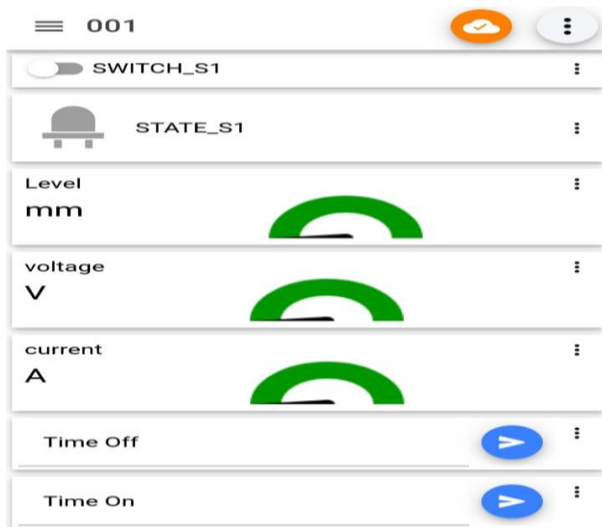 001
SWITCH_S1
STATE_S1
Level
mm
voltage
V
current
A
Time Off
Time On